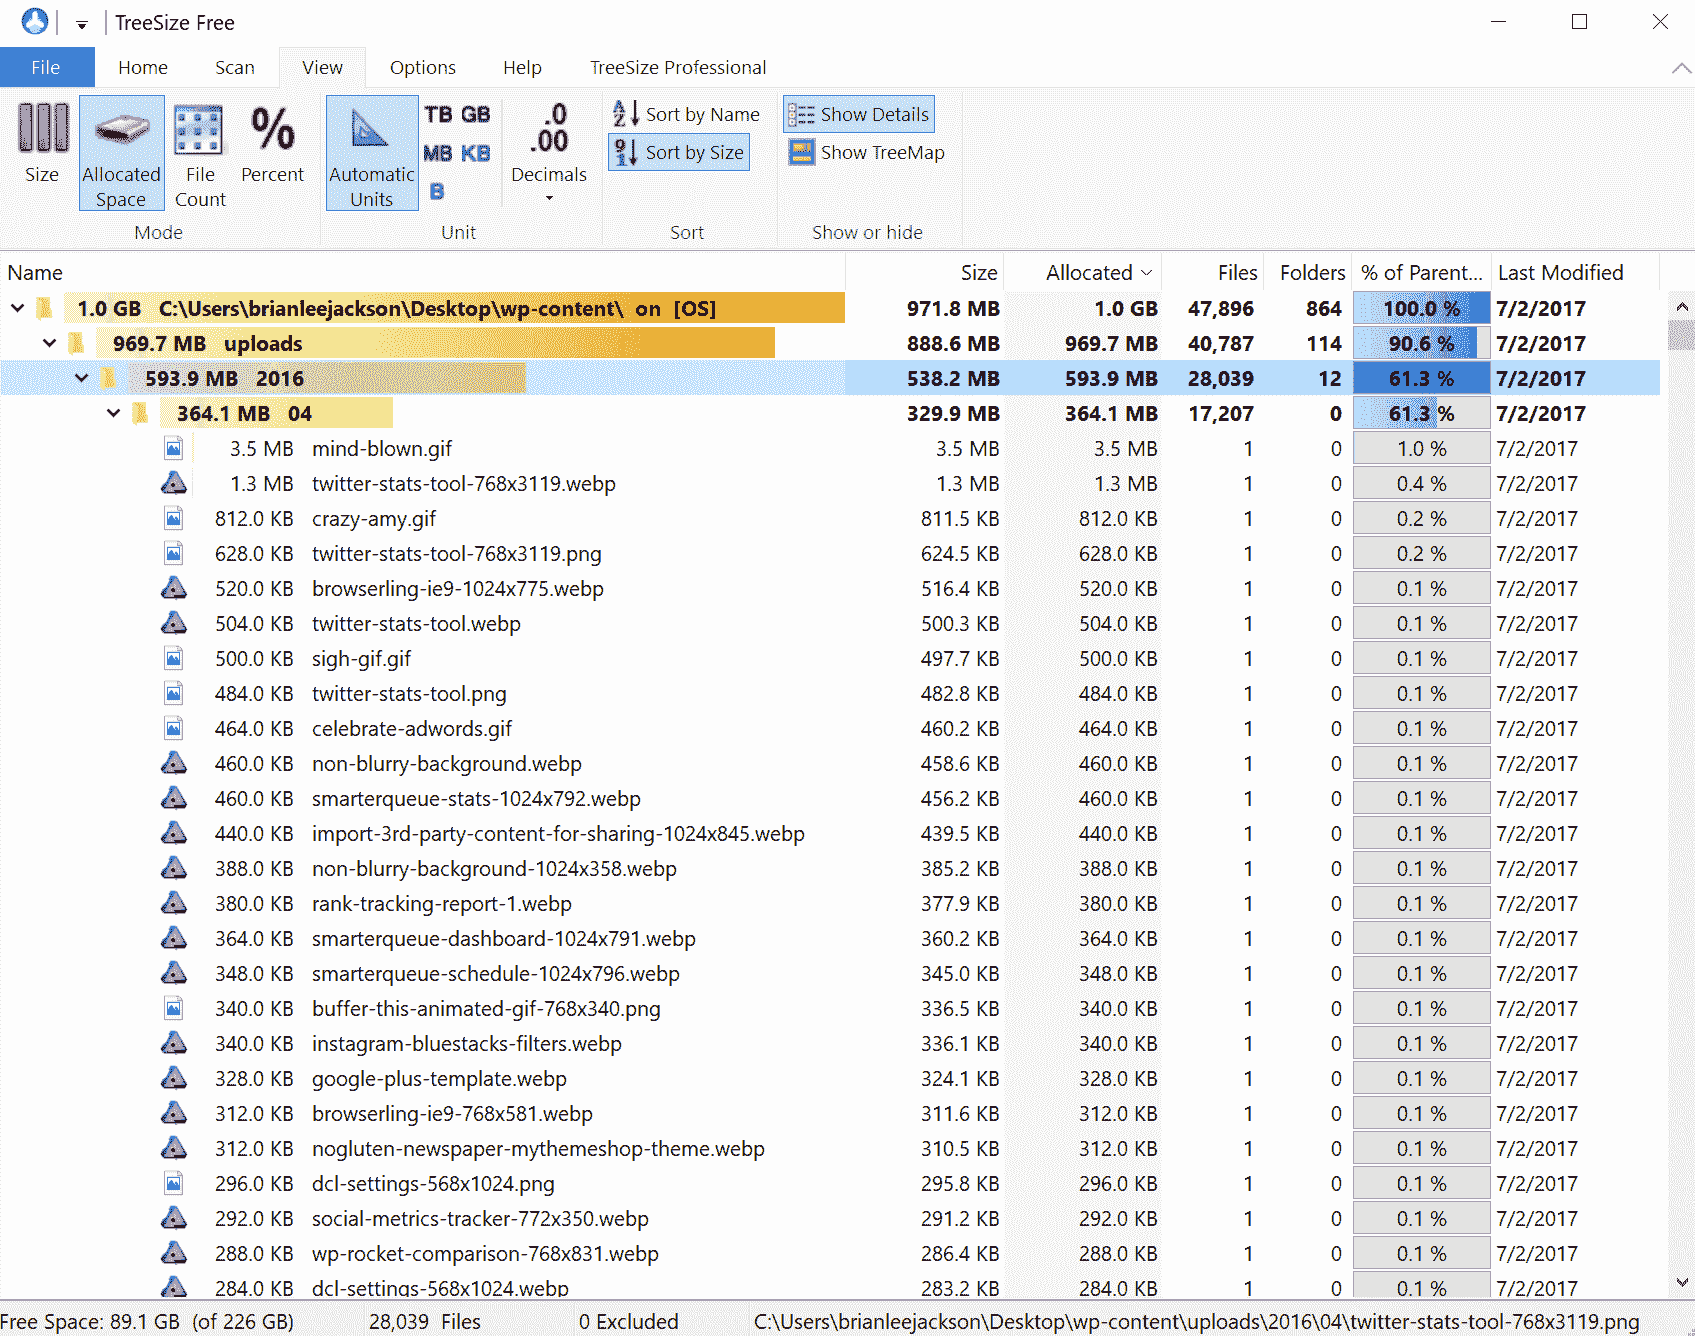 TreeSize Free
File Home Scan View Options Help TreeSize Professional
Size Allocated Space File Count Percent Automatic Units TB GB MB KB B .0 .00 Decimals Sort by Name Sort by Size Show Details Show TreeMap
Mode Unit Sort Show or hide
Name Size Allocated Files Folders % of Parent... Last Modified
1.0 GB C:\Users\brianleejackson\Desktop\wp-content\ on [OS] 971.8 MB 1.0 GB 47,896 864 100.0 % 7/2/2017
969.7 MB uploads 888.6 MB 969.7 MB 40,787 114 90.6 % 7/2/2017
593.9 MB 2016 538.2 MB 593.9 MB 28,039 12 61.3 % 7/2/2017
364.1 MB 04 329.9 MB 364.1 MB 17,207 0 61.3 % 7/2/2017
3.5 MB mind-blown.gif 3.5 MB 3.5 MB 1 0 1.0 % 7/2/2017
1.3 MB twitter-stats-tool-768x3119.webp 1.3 MB 1.3 MB 1 0 0.4 % 7/2/2017
812.0 KB crazy-amy.gif 811.5 KB 812.0 KB 1 0 0.2 % 7/2/2017
628.0 KB twitter-stats-tool-768x3119.png 624.5 KB 628.0 KB 1 0 0.2 % 7/2/2017
520.0 KB browserling-ie9-1024x775.webp 516.4 KB 520.0 KB 1 0 0.1 % 7/2/2017
504.0 KB twitter-stats-tool.webp 500.3 KB 504.0 KB 1 0 0.1 % 7/2/2017
500.0 KB sigh-gif.gif 497.7 KB 500.0 KB 1 0 0.1 % 7/2/2017
484.0 KB twitter-stats-tool.png 482.8 KB 484.0 KB 1 0 0.1 % 7/2/2017
464.0 KB celebrate-adwords.gif 460.2 KB 464.0 KB 1 0 0.1 % 7/2/2017
460.0 KB non-blurry-background.webp 458.6 KB 460.0 KB 1 0 0.1 % 7/2/2017
460.0 KB smarterqueue-stats-1024x792.webp 456.2 KB 460.0 KB 1 0 0.1 % 7/2/2017
440.0 KB import-3rd-party-content-for-sharing-1024x845.webp 439.5 KB 440.0 KB 1 0 0.1 % 7/2/2017
388.0 KB non-blurry-background-1024x358.webp 385.2 KB 388.0 KB 1 0 0.1 % 7/2/2017
380.0 KB rank-tracking-report-1.webp 377.9 KB 380.0 KB 1 0 0.1 % 7/2/2017
364.0 KB smarterqueue-dashboard-1024x791.webp 360.2 KB 364.0 KB 1 0 0.1 % 7/2/2017
348.0 KB smarterqueue-schedule-1024x796.webp 345.0 KB 348.0 KB 1 0 0.1 % 7/2/2017
340.0 KB buffer-this-animated-gif-768x340.png 336.5 KB 340.0 KB 1 0 0.1 % 7/2/2017
340.0 KB instagram-bluestacks-filters.webp 336.1 KB 340.0 KB 1 0 0.1 % 7/2/2017
328.0 KB google-plus-template.webp 324.1 KB 328.0 KB 1 0 0.1 % 7/2/2017
312.0 KB browserling-ie9-768x581.webp 311.6 KB 312.0 KB 1 0 0.1 % 7/2/2017
312.0 KB nogluten-newspaper-mythemeshop-theme.webp 310.5 KB 312.0 KB 1 0 0.1 % 7/2/2017
296.0 KB dcl-settings-568x1024.png 295.8 KB 296.0 KB 1 0 0.1 % 7/2/2017
292.0 KB social-metrics-tracker-772x350.webp 291.2 KB 292.0 KB 1 0 0.1 % 7/2/2017
288.0 KB wp-rocket-comparison-768x831.webp 286.4 KB 288.0 KB 1 0 0.1 % 7/2/2017
284.0 KB dcl-settings-568x1024.webp 283.2 KB 284.0 KB 1 0 0.1 % 7/2/2017
Free Space: 89.1 GB (of 226 GB) 28,039 Files 0 Excluded C:\Users\brianleejackson\Desktop\wp-content\uploads\2016\04\twitter-stats-tool-768x3119.png